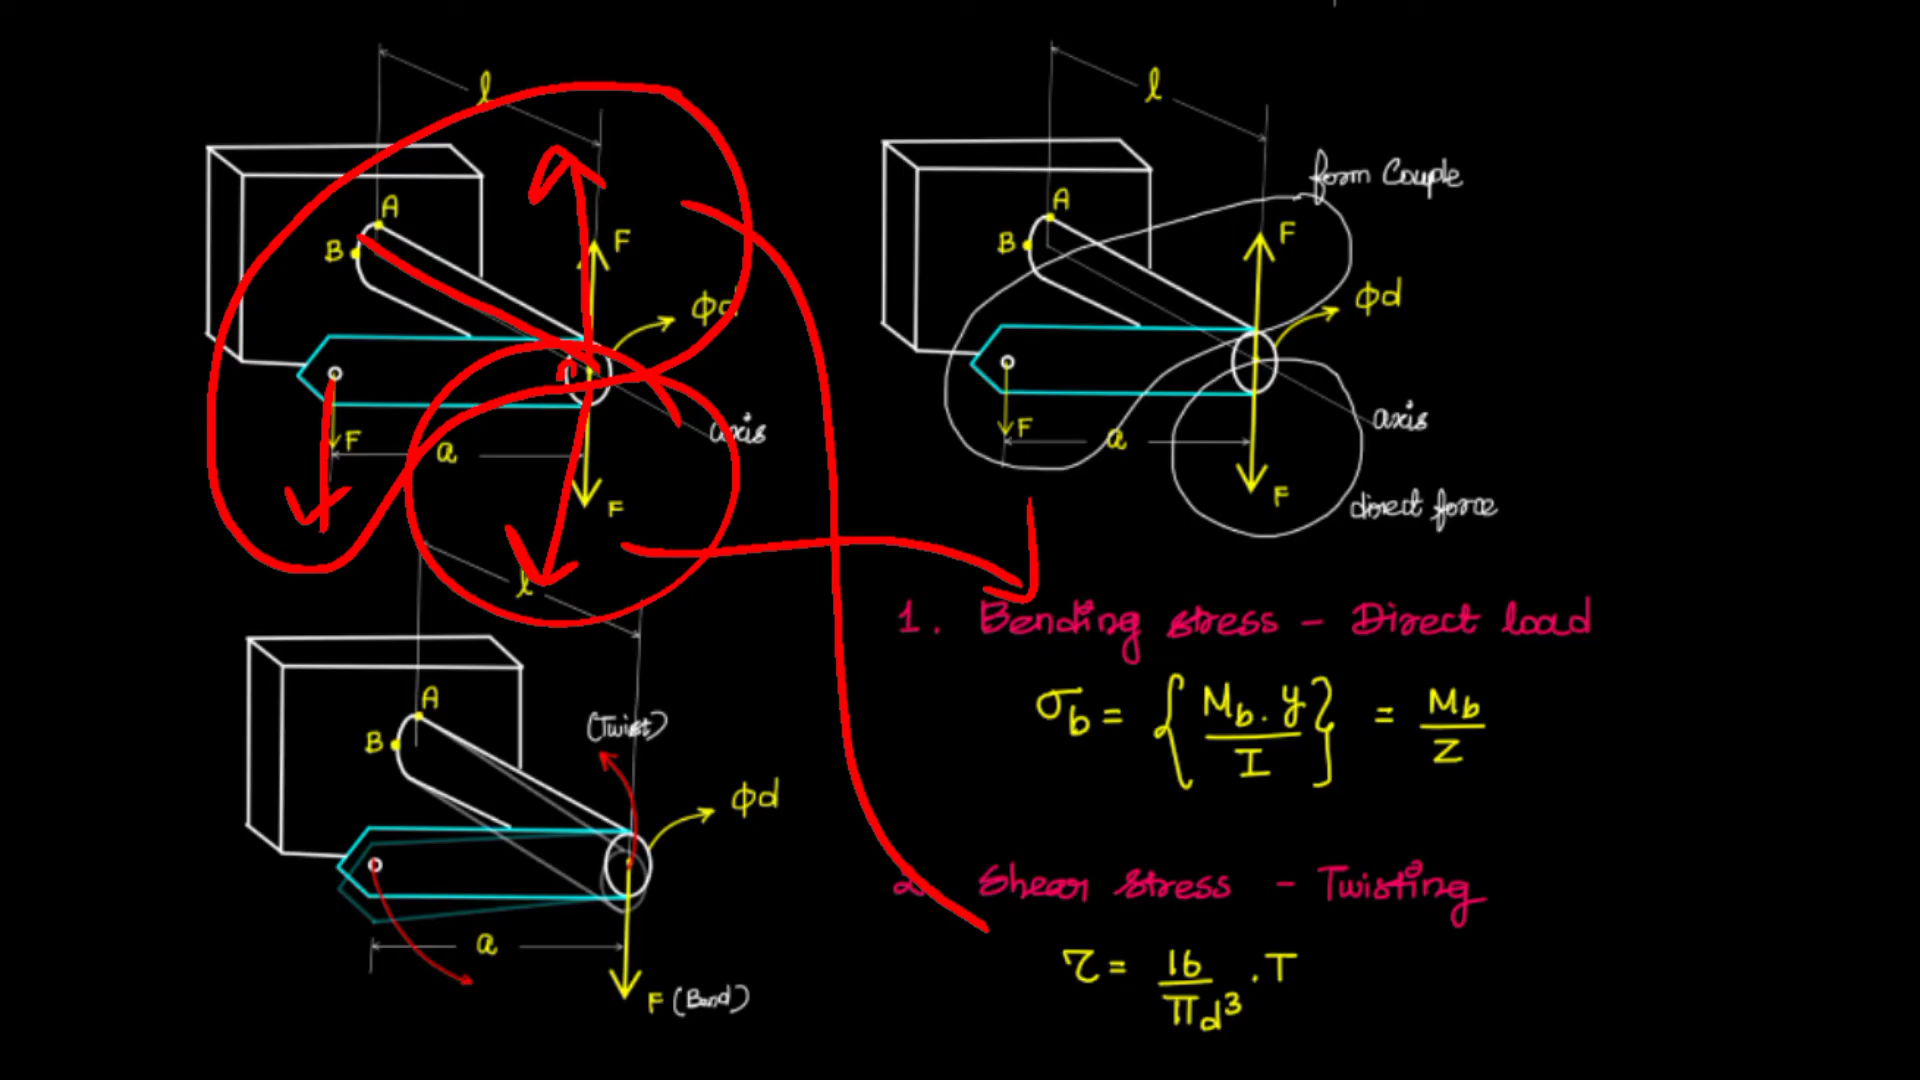 l
A
B
F
ϕd
axis
F
a
F
l
form Couple
A
B
F
ϕd
axis
F
a
F
direct force
l
A
B
(Twist)
ϕd
a
F (Bend)
1. Bending stress - Direct load
σb = { Mb . y / I } = Mb / Z
2 Shear stress - Twisting
τ = 16 / πd³ . T